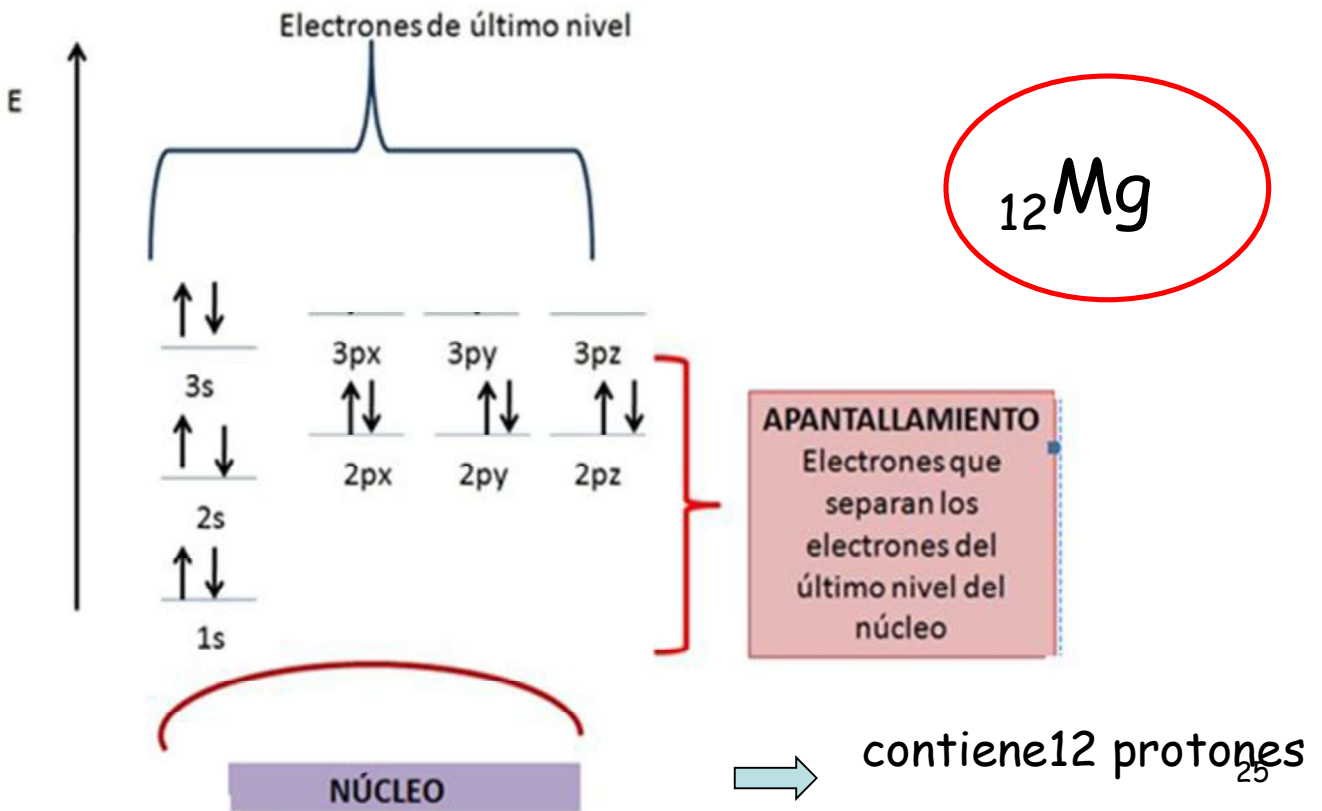 Electrones de último nivel
E
12Mg
3px 3py 3pz
3s
2px 2py 2pz
2s
1s
APANTALLAMIENTO
Electrones que
separan los
electrones del
último nivel del
núcleo
contiene12 protones
25
NÚCLEO